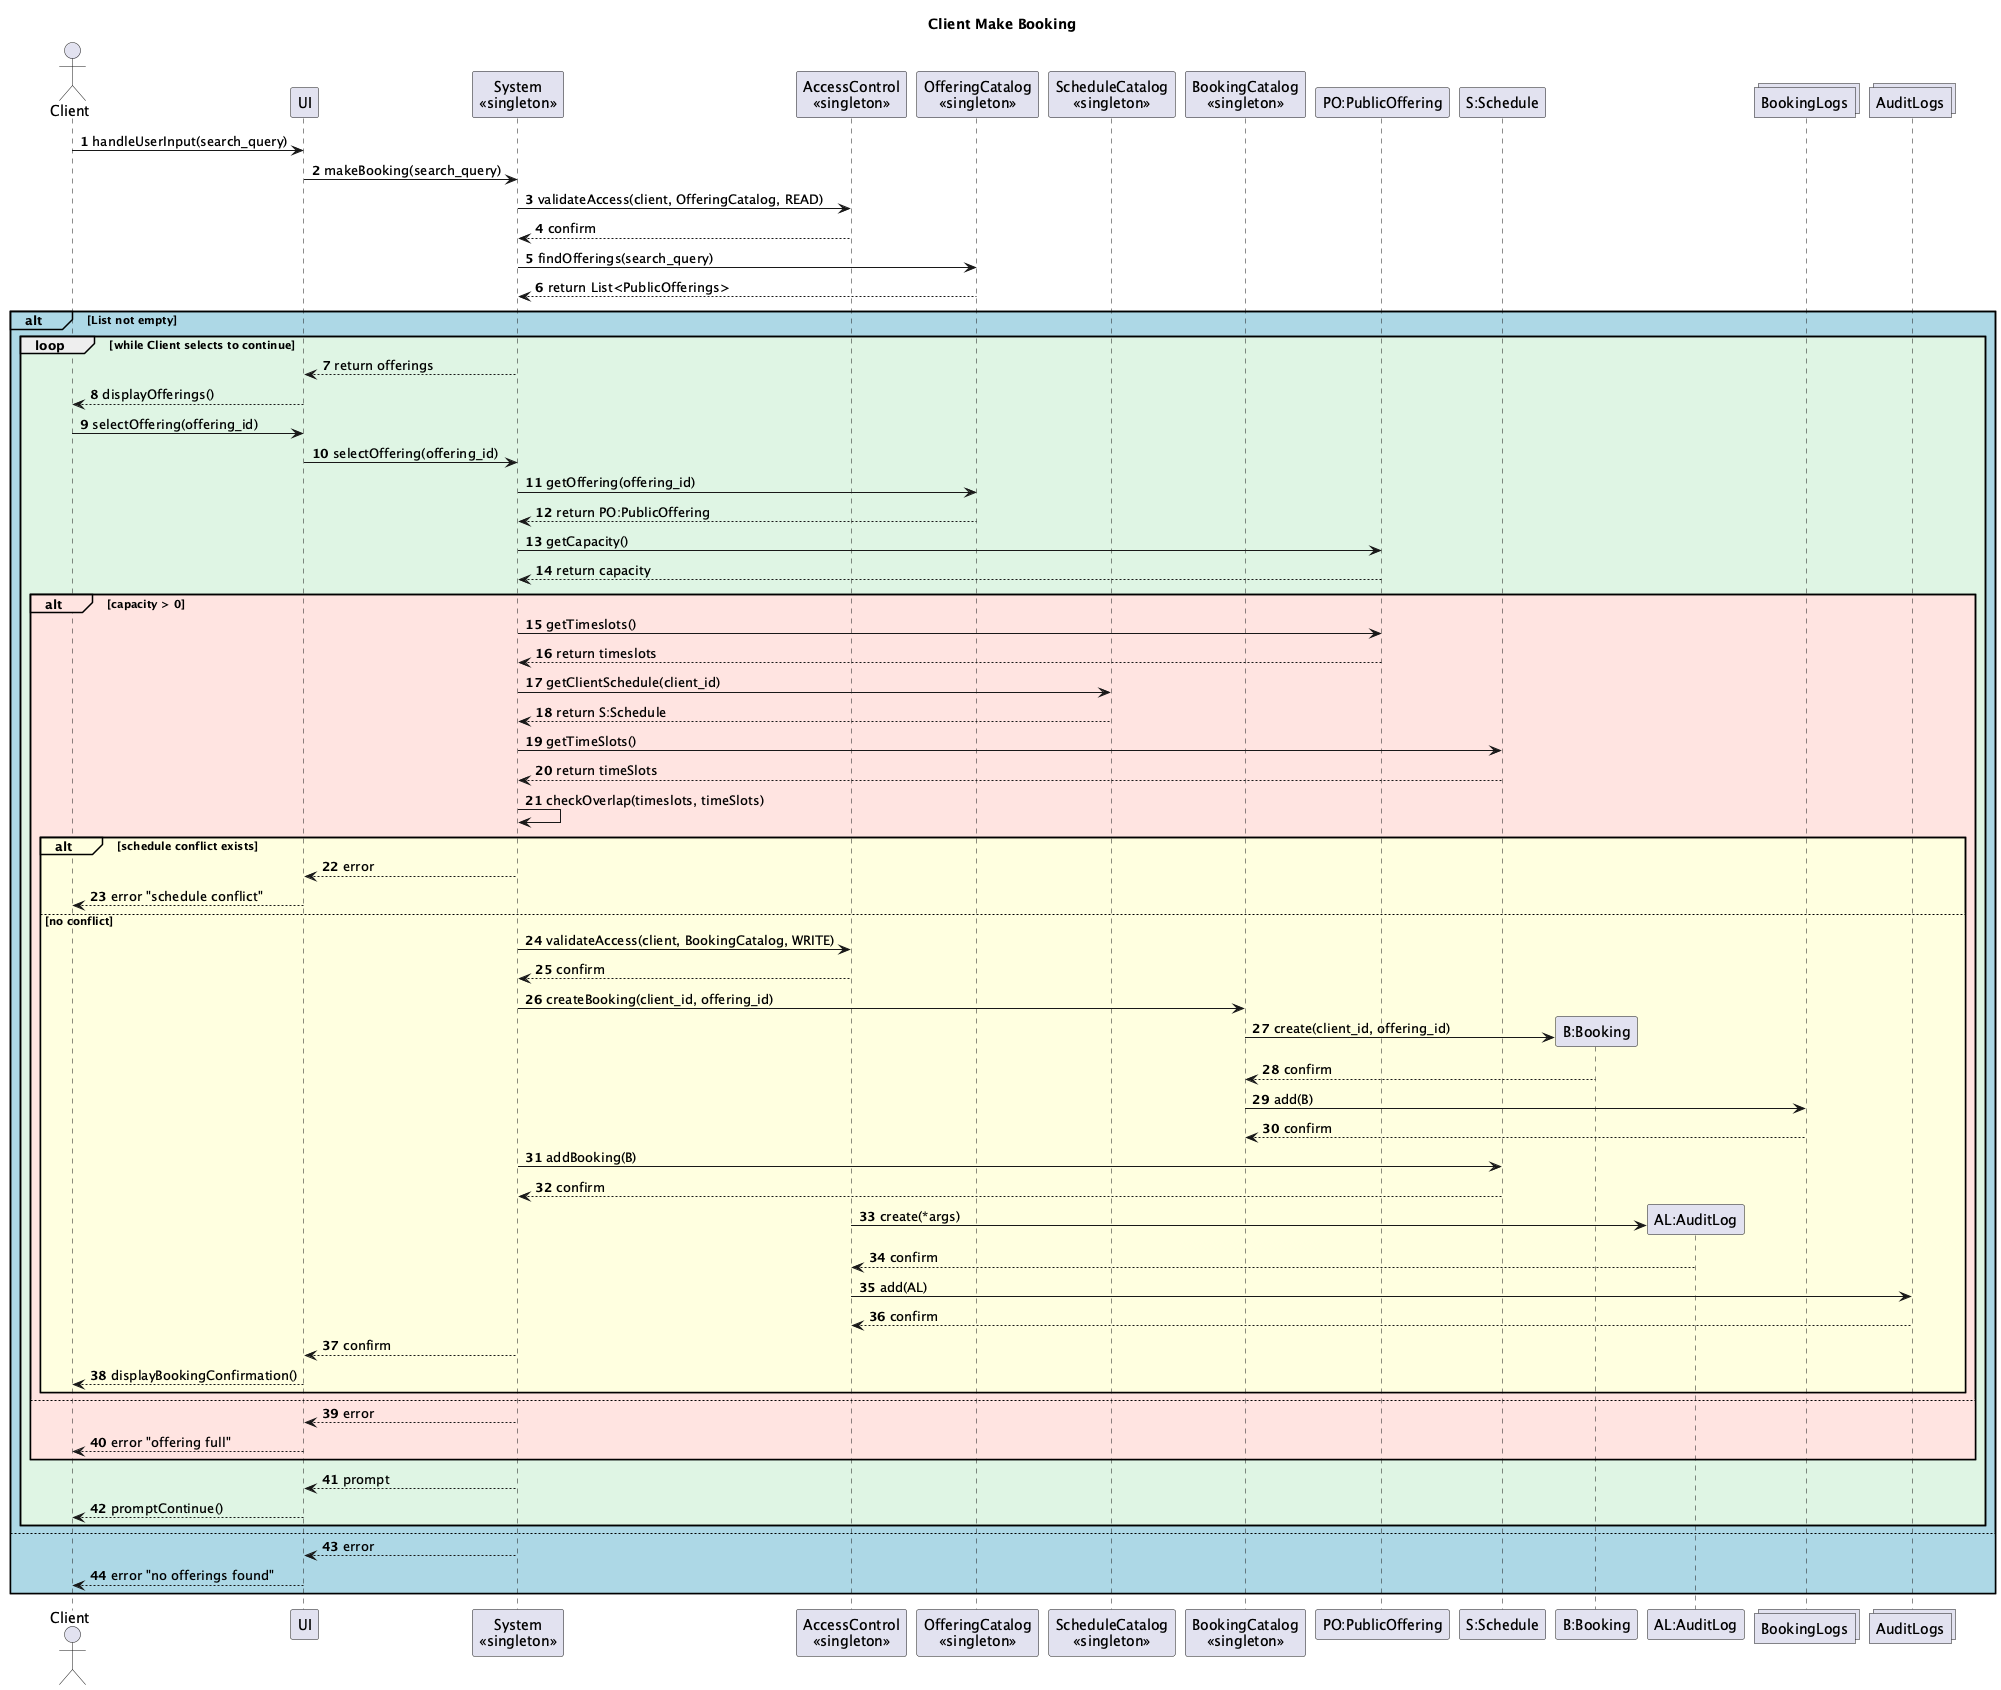 Client Make Booking
Client
UI
System
«singleton»
AccessControl
«singleton»
OfferingCatalog
«singleton»
ScheduleCatalog
«singleton»
BookingCatalog
«singleton»
PO:PublicOffering
S:Schedule
BookingLogs
AuditLogs
1 handleUserInput(search_query)
2 makeBooking(search_query)
3 validateAccess(client, OfferingCatalog, READ)
4 confirm
5 findOfferings(search_query)
6 return List<PublicOfferings>
alt [List not empty]
loop [while Client selects to continue]
7 return offerings
8 displayOfferings()
9 selectOffering(offering_id)
10 selectOffering(offering_id)
11 getOffering(offering_id)
12 return PO:PublicOffering
13 getCapacity()
14 return capacity
alt [capacity > 0]
15 getTimeslots()
16 return timeslots
17 getClientSchedule(client_id)
18 return S:Schedule
19 getTimeSlots()
20 return timeSlots
21 checkOverlap(timeslots, timeSlots)
alt [schedule conflict exists]
22 error
23 error "schedule conflict"
[no conflict]
24 validateAccess(client, BookingCatalog, WRITE)
25 confirm
26 createBooking(client_id, offering_id)
27 create(client_id, offering_id)
B:Booking
28 confirm
29 add(B)
30 confirm
31 addBooking(B)
32 confirm
33 create(*args)
AL:AuditLog
34 confirm
35 add(AL)
36 confirm
37 confirm
38 displayBookingConfirmation()
39 error
40 error "offering full"
41 prompt
42 promptContinue()
43 error
44 error "no offerings found"
Client
UI
System
«singleton»
AccessControl
«singleton»
OfferingCatalog
«singleton»
ScheduleCatalog
«singleton»
BookingCatalog
«singleton»
PO:PublicOffering
S:Schedule
B:Booking
AL:AuditLog
BookingLogs
AuditLogs